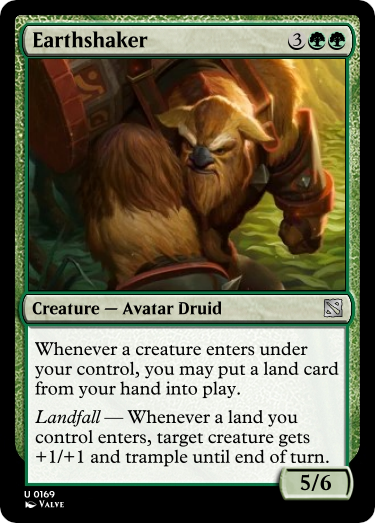 Earthshaker 3
Creature — Avatar Druid
Whenever a creature enters under
your control, you may put a land card
from your hand into play.
Landfall — Whenever a land you
control enters, target creature gets
+1/+1 and trample until end of turn.
5/6
U 0169
Valve